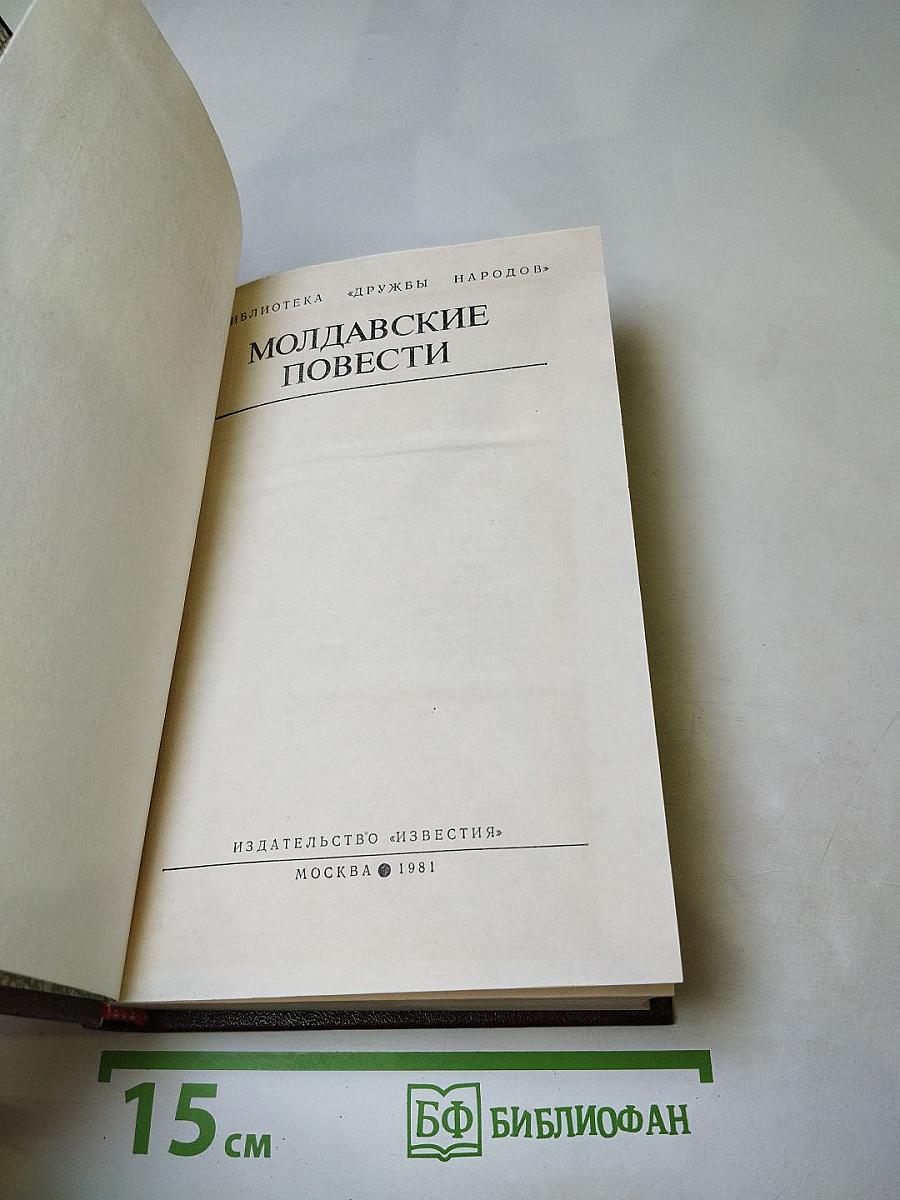 БИБЛИОТЕКА «ДРУЖБЫ НАРОДОВ»
МОЛДАВСКИЕ
ПОВЕСТИ
ИЗДАТЕЛЬСТВО «ИЗВЕСТИЯ»
МОСКВА 1981
15 см
БФ БИБЛИОФАН